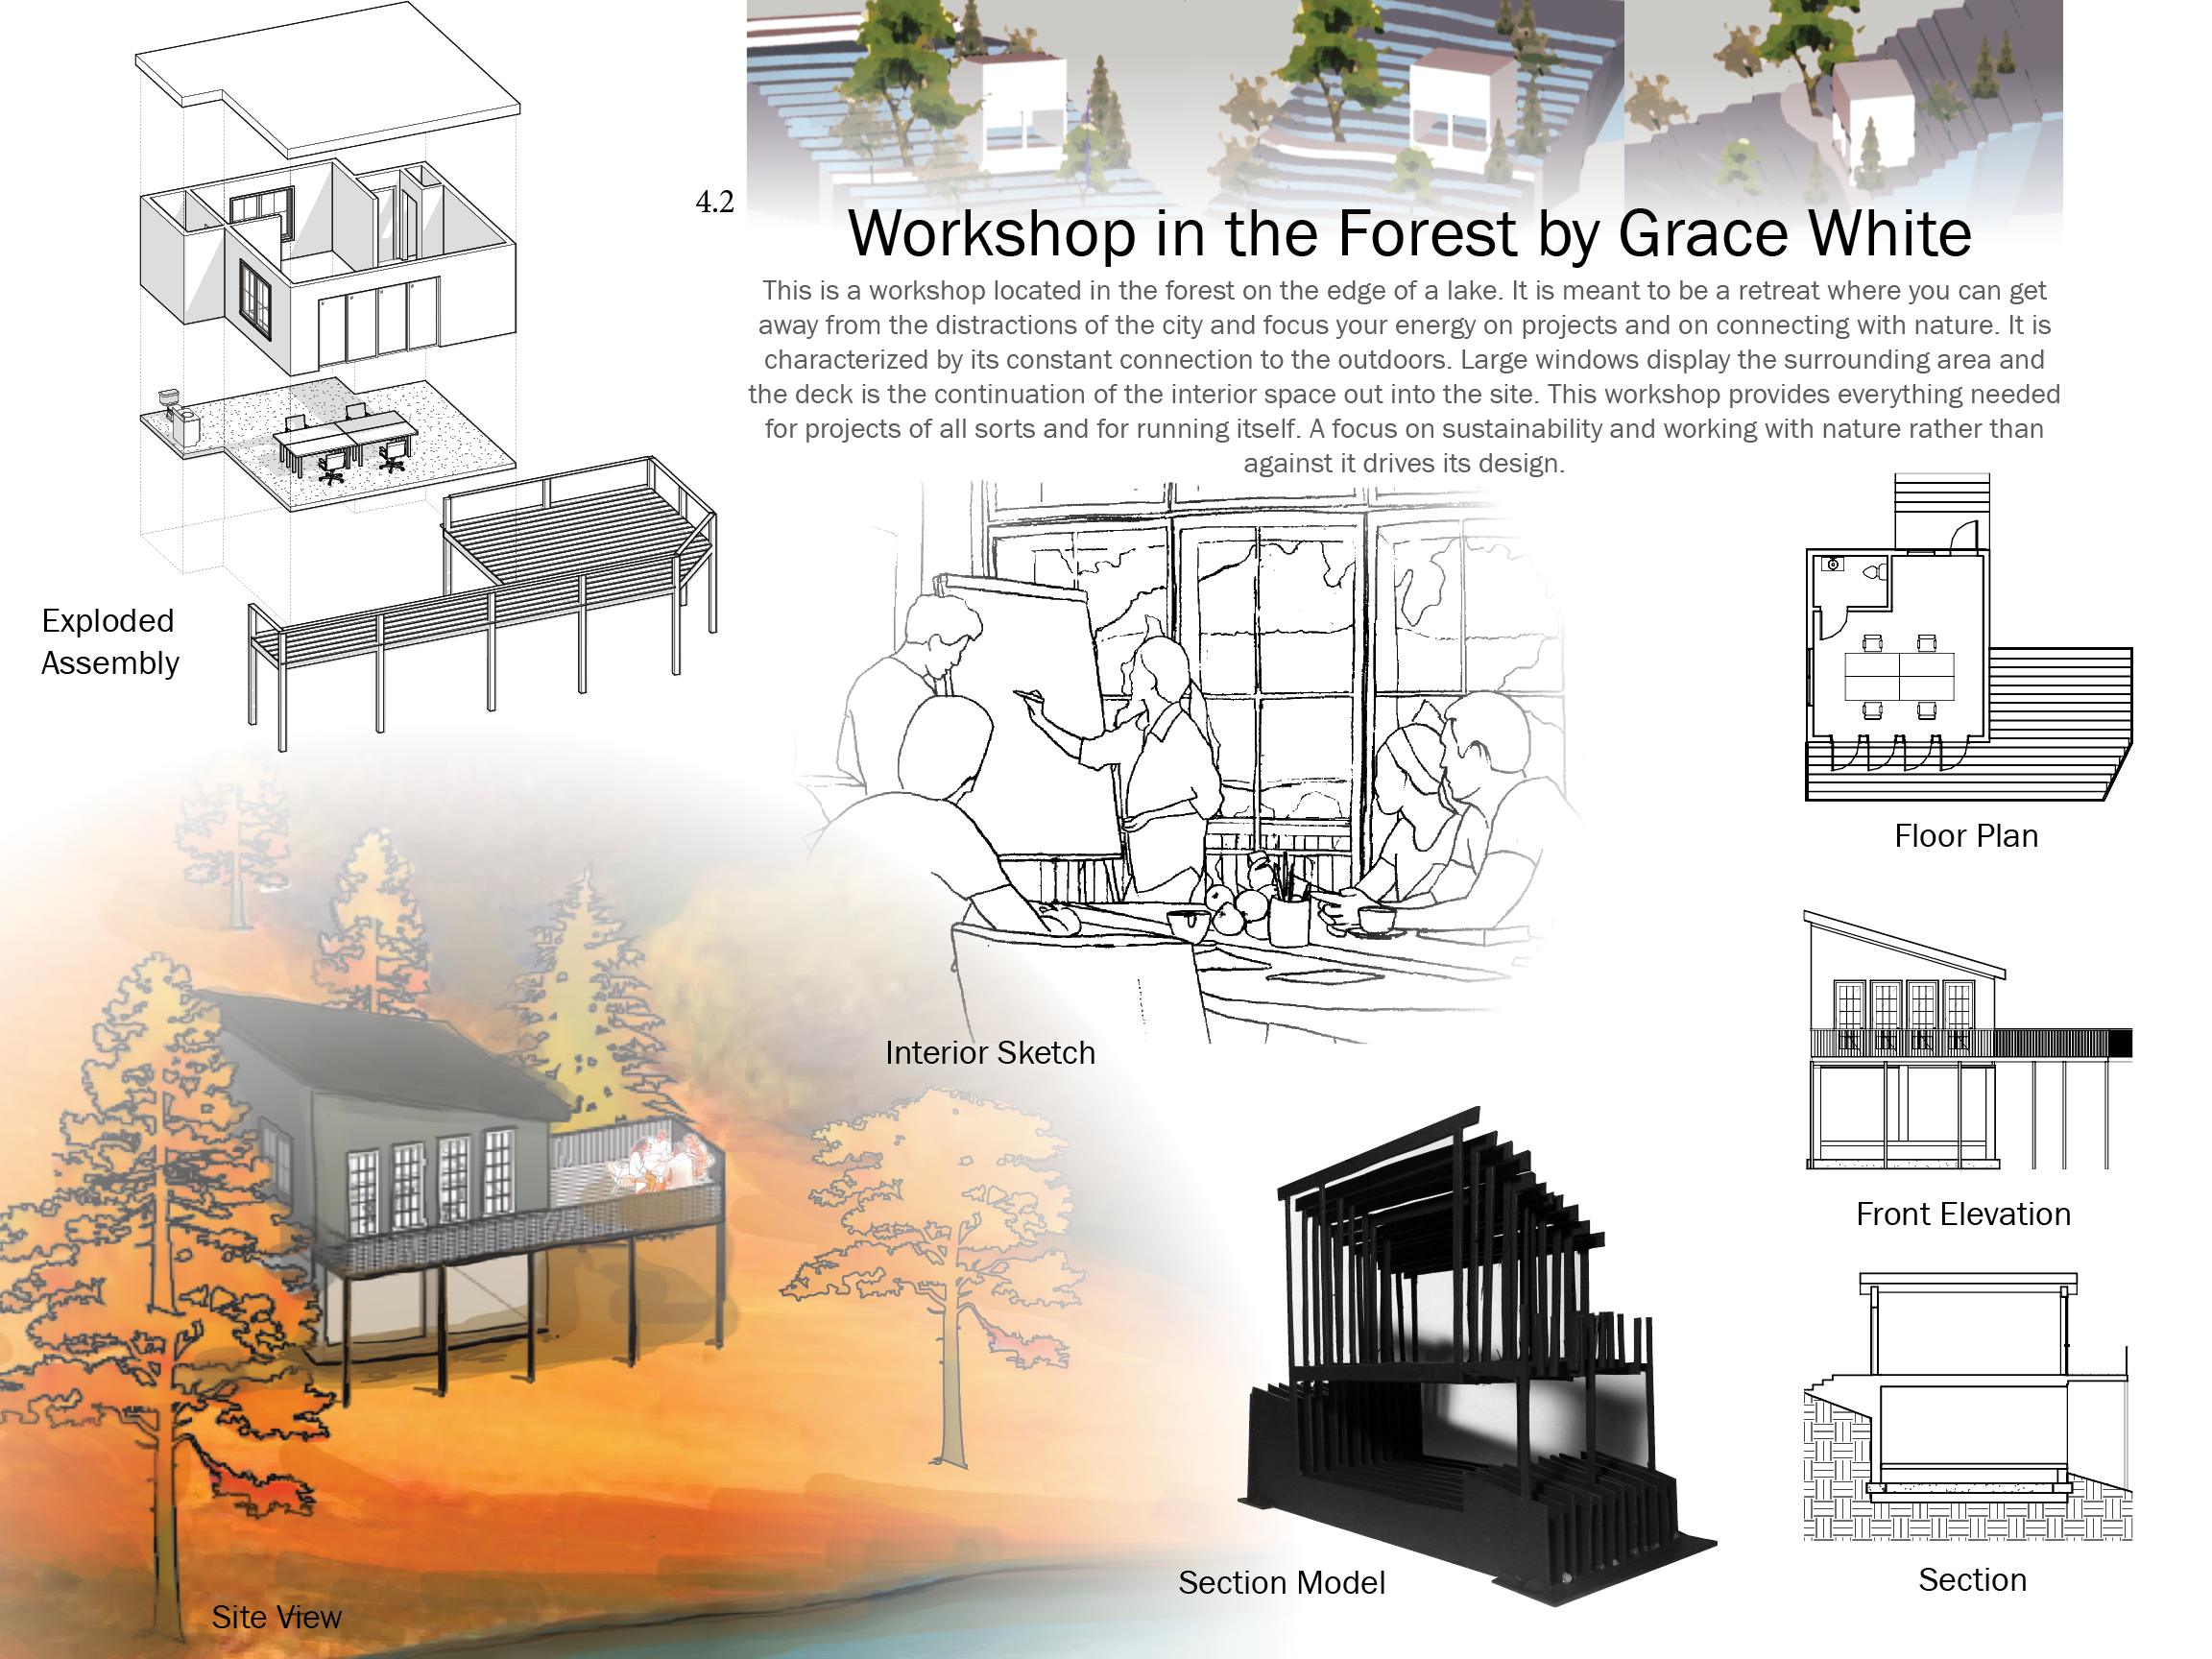 4.2
Workshop in the Forest by Grace White
This is a workshop located in the forest on the edge of a lake. It is meant to be a retreat where you can get
away from the distractions of the city and focus your energy on projects and on connecting with nature. It is
characterized by its constant connection to the outdoors. Large windows display the surrounding area and
the deck is the continuation of the interior space out into the site. This workshop provides everything needed
for projects of all sorts and for running itself. A focus on sustainability and working with nature rather than
against it drives its design.
Exploded
Assembly
Floor Plan
Interior Sketch
Front Elevation
Section Model
Section
Site View